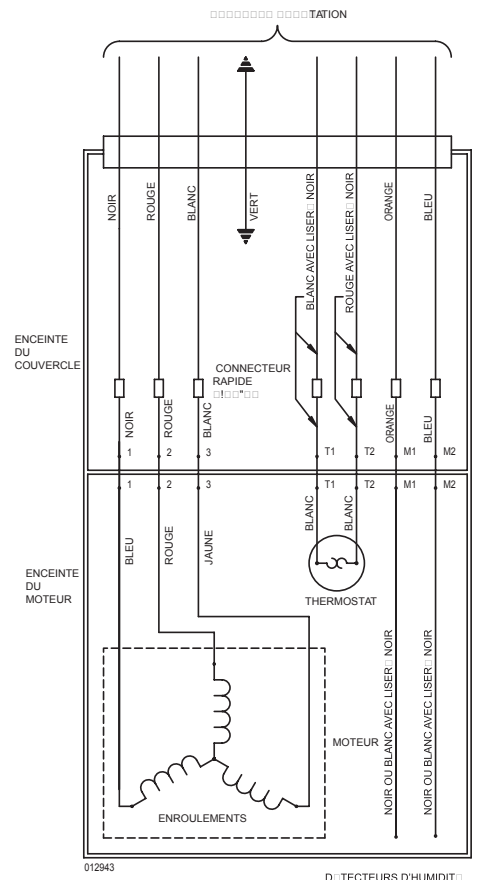 TATION
NOIR
ROUGE
BLANC
VERT
BLANC AVEC LISER□ NOIR
ROUGE AVEC LISER□ NOIR
ORANGE
BLEU
ENCEINTE
DU
COUVERCLE
CONNECTEUR
RAPIDE
NOIR
ROUGE
BLANC
ORANGE
BLEU
1 2 3 T1 T2 M1 M2
1 2 3 T1 T2 M1 M2
BLEU
ROUGE
JAUNE
BLANC
BLANC
ENCEINTE
DU
MOTEUR
THERMOSTAT
NOIR OU BLANC AVEC LISER□ NOIR
NOIR OU BLANC AVEC LISER□ NOIR
MOTEUR
ENROULEMENTS
012943
D□TECTEURS D'HUMIDIT□